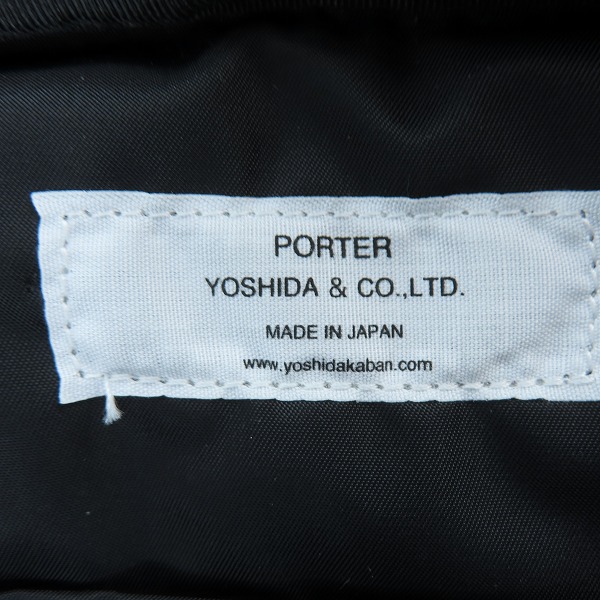 PORTER
YOSHIDA & CO.,LTD.
MADE IN JAPAN
www.yoshidakaban.com